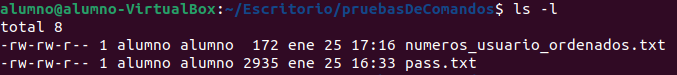 alumno@alumno-VirtualBox:~/Escritorio/pruebasDeComandos$ ls -l
total 8
-rw-rw-r-- 1 alumno alumno  172 ene 25 17:16 numeros_usuario_ordenados.txt
-rw-rw-r-- 1 alumno alumno 2935 ene 25 16:33 pass.txt